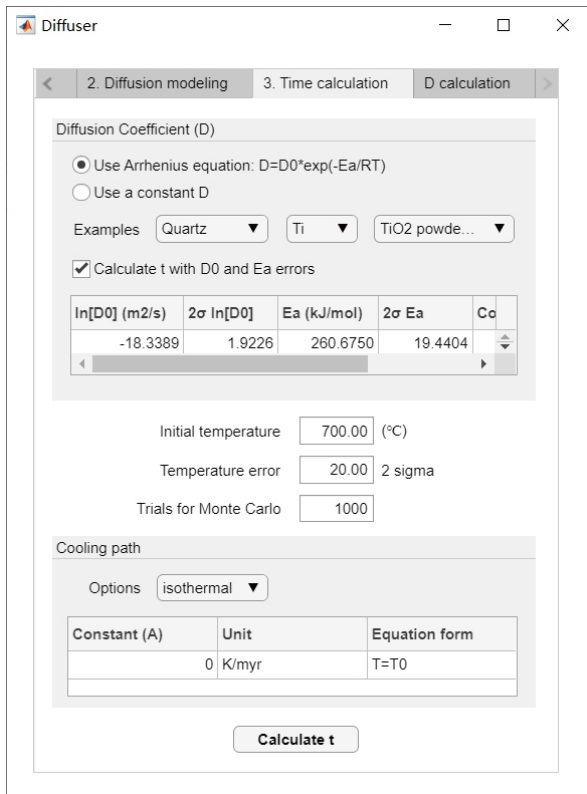 Diffuser
2. Diffusion modeling 3. Time calculation D calculation
Diffusion Coefficient (D)
Use Arrhenius equation: D=D0*exp(-Ea/RT)
Use a constant D
Examples Quartz Ti TiO2 powde...
Calculate t with D0 and Ea errors
ln[D0] (m2/s) 2σ ln[D0] Ea (kJ/mol) 2σ Ea Co
-18.3389 1.9226 260.6750 19.4404
Initial temperature 700.00 (℃)
Temperature error 20.00 2 sigma
Trials for Monte Carlo 1000
Cooling path
Options isothermal
Constant (A) Unit Equation form
0 K/myr T=T0
Calculate t